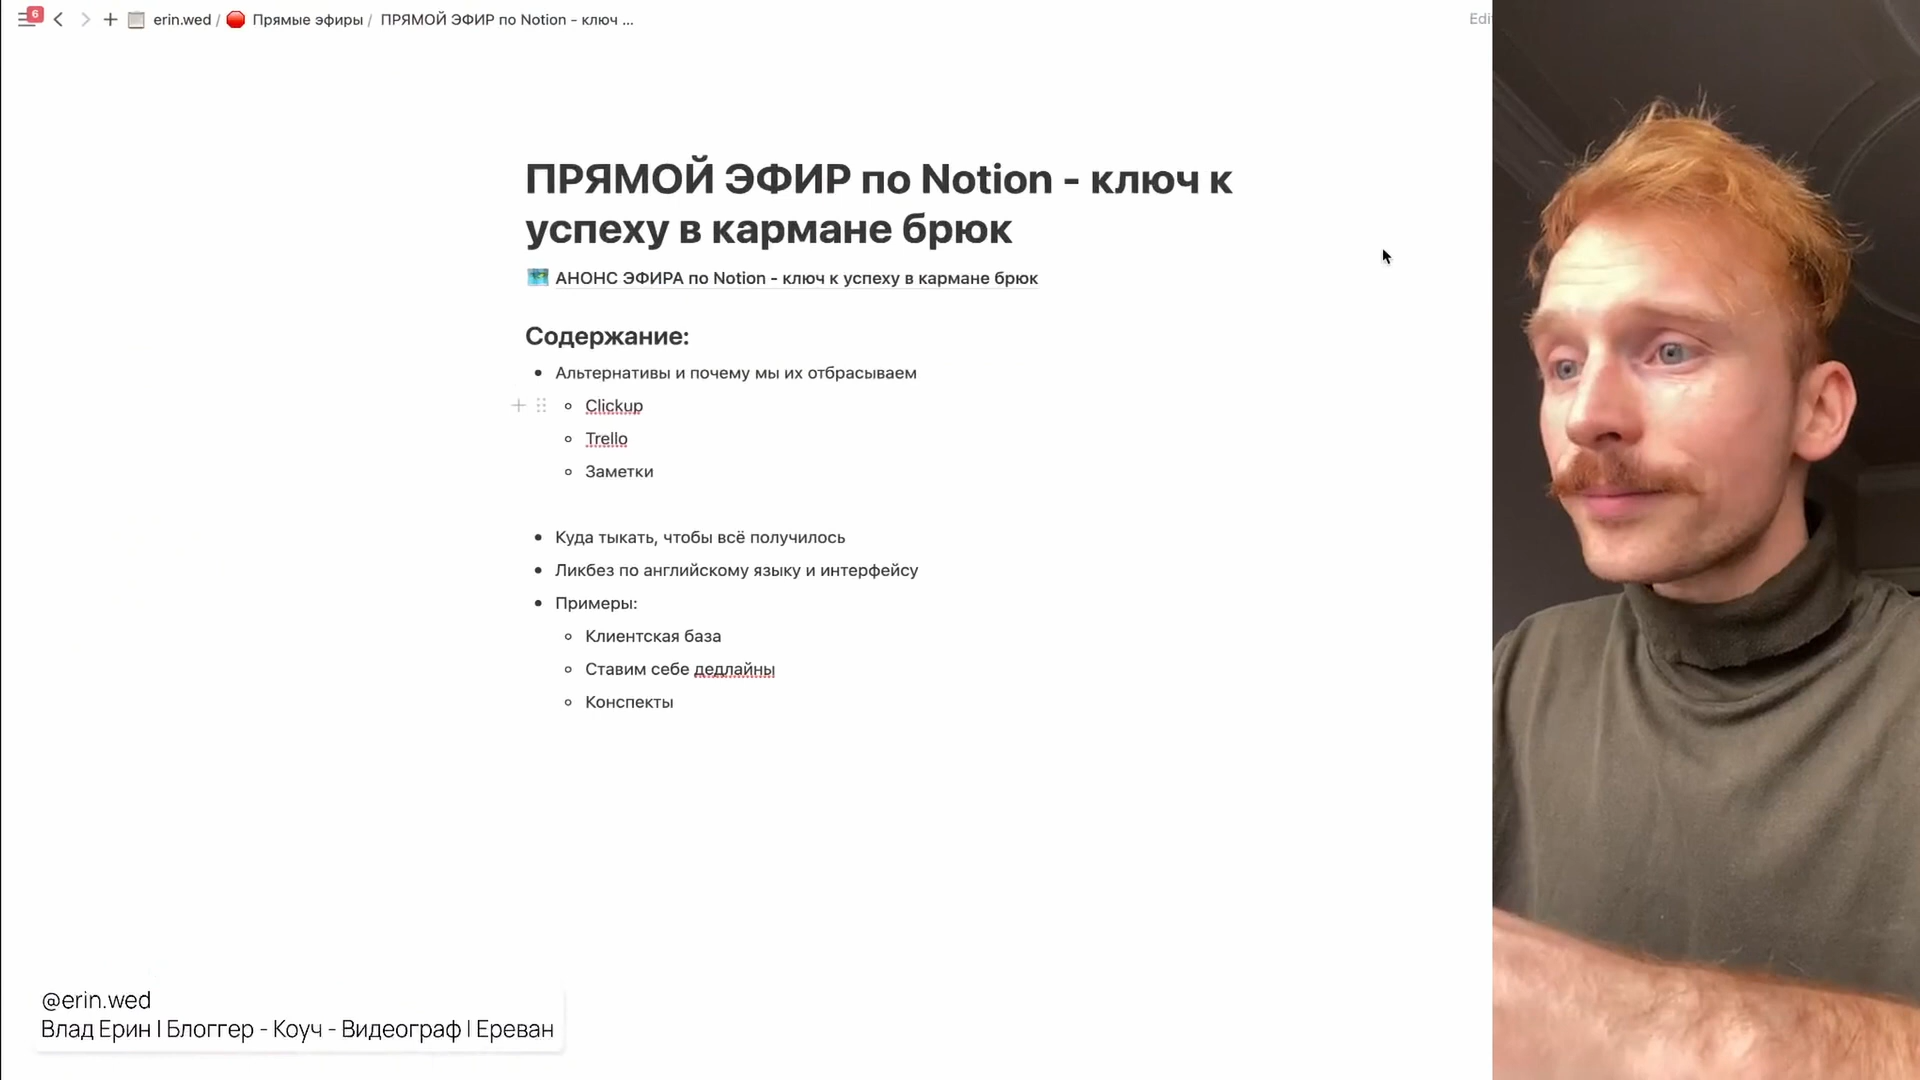 6
erin.wed / Прямые эфиры / ПРЯМОЙ ЭФИР по Notion - ключ ...
Edi
ПРЯМОЙ ЭФИР по Notion - ключ к
успеху в кармане брюк
АНОНС ЭФИРА по Notion - ключ к успеху в кармане брюк
Содержание:
Альтернативы и почему мы их отбрасываем
Clickup
Trello
Заметки
Куда тыкать, чтобы всё получилось
Ликбез по английскому языку и интерфейсу
Примеры:
Клиентская база
Ставим себе дедлайны
Конспекты
@erin.wed
Влад Ерин | Блоггер - Коуч - Видеограф | Ереван